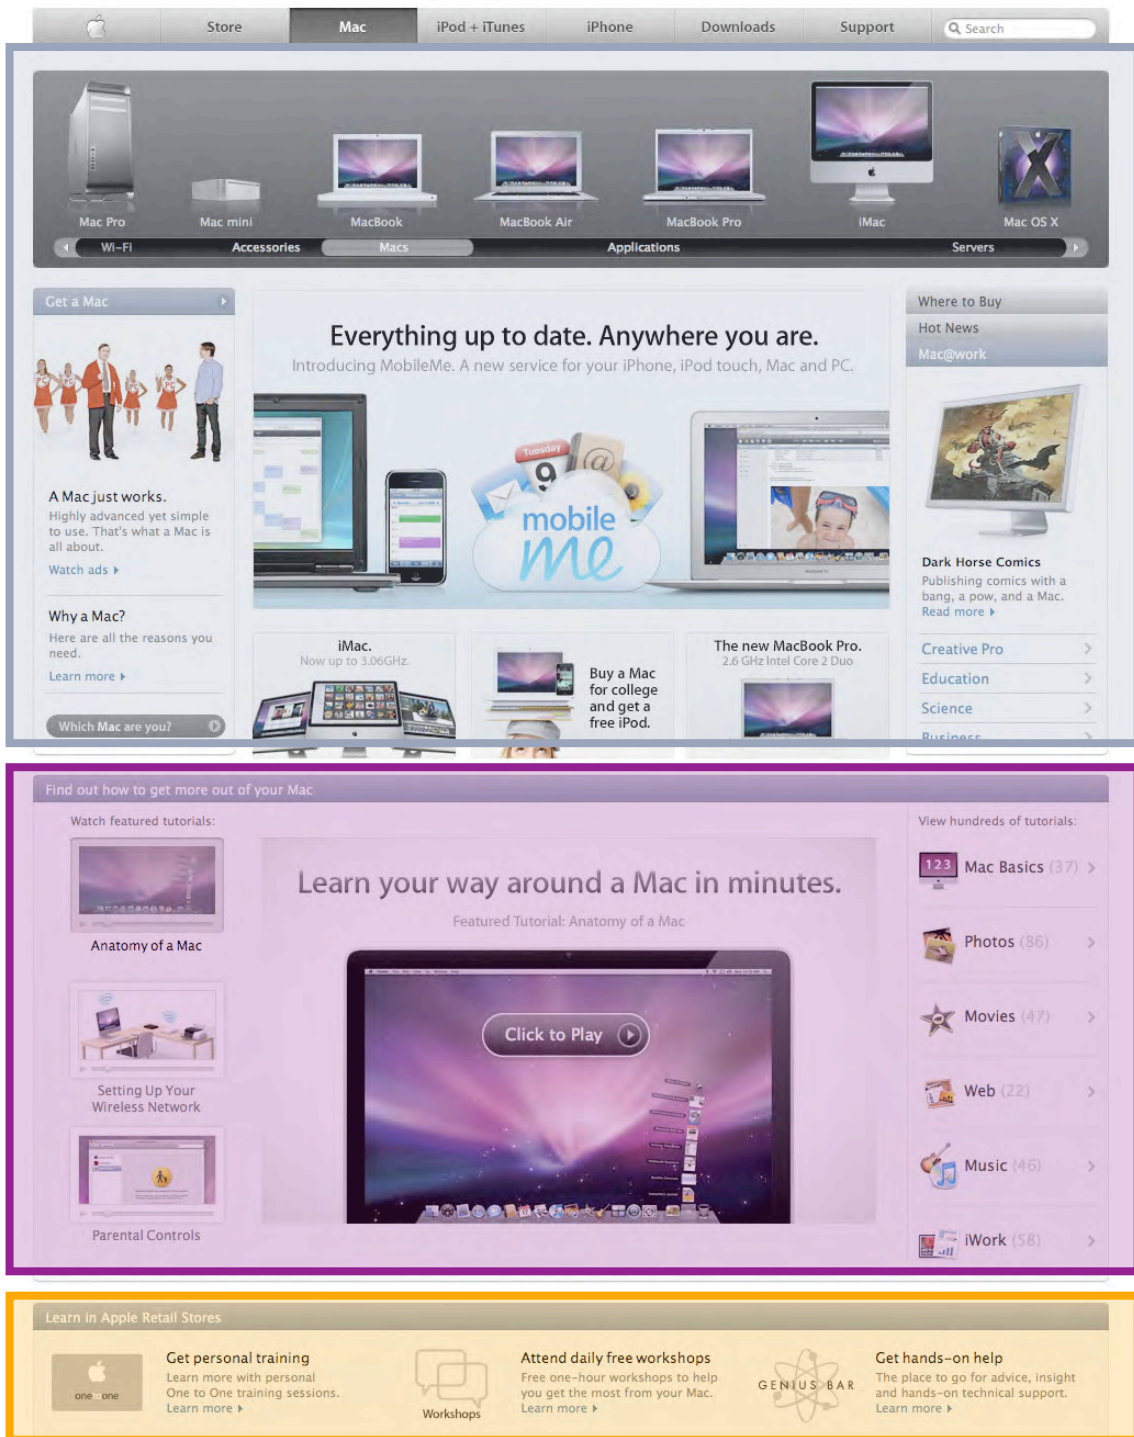 Store Mac iPod + iTunes iPhone Downloads Support Search
Mac Pro Mac mini MacBook MacBook Air MacBook Pro iMac Mac OS X
Wi-Fi Accessories Macs Applications Servers
Get a Mac
A Mac just works.
Highly advanced yet simple
to use. That's what a Mac is
all about.
Watch ads
Why a Mac?
Here are all the reasons you
need.
Learn more
Which Mac are you?
Everything up to date. Anywhere you are.
Introducing MobileMe. A new service for your iPhone, iPod touch, Mac and PC.
Tuesday
9
@
mobile
me
iMac.
Now up to 3.06GHz.
Buy a Mac
for college
and get a
free iPod.
The new MacBook Pro.
2.6 GHz Intel Core 2 Duo
Where to Buy
Hot News
Mac@work
Dark Horse Comics
Publishing comics with a
bang, a pow, and a Mac.
Read more
Creative Pro
Education
Science
Business
Find out how to get more out of your Mac
Watch featured tutorials:
Anatomy of a Mac
Setting Up Your
Wireless Network
Parental Controls
Learn your way around a Mac in minutes.
Featured Tutorial: Anatomy of a Mac
Click to Play
View hundreds of tutorials:
123
Mac Basics (37)
Photos (86)
Movies (47)
Web (22)
Music (46)
iWork (58)
Learn in Apple Retail Stores
one to one
Get personal training
Learn more with personal
One to One training sessions.
Learn more
Workshops
Attend daily free workshops
Free one-hour workshops to help
you get the most from your Mac.
Learn more
GENIUS BAR
Get hands-on help
The place to go for advice, insight
and hands-on technical support.
Learn more